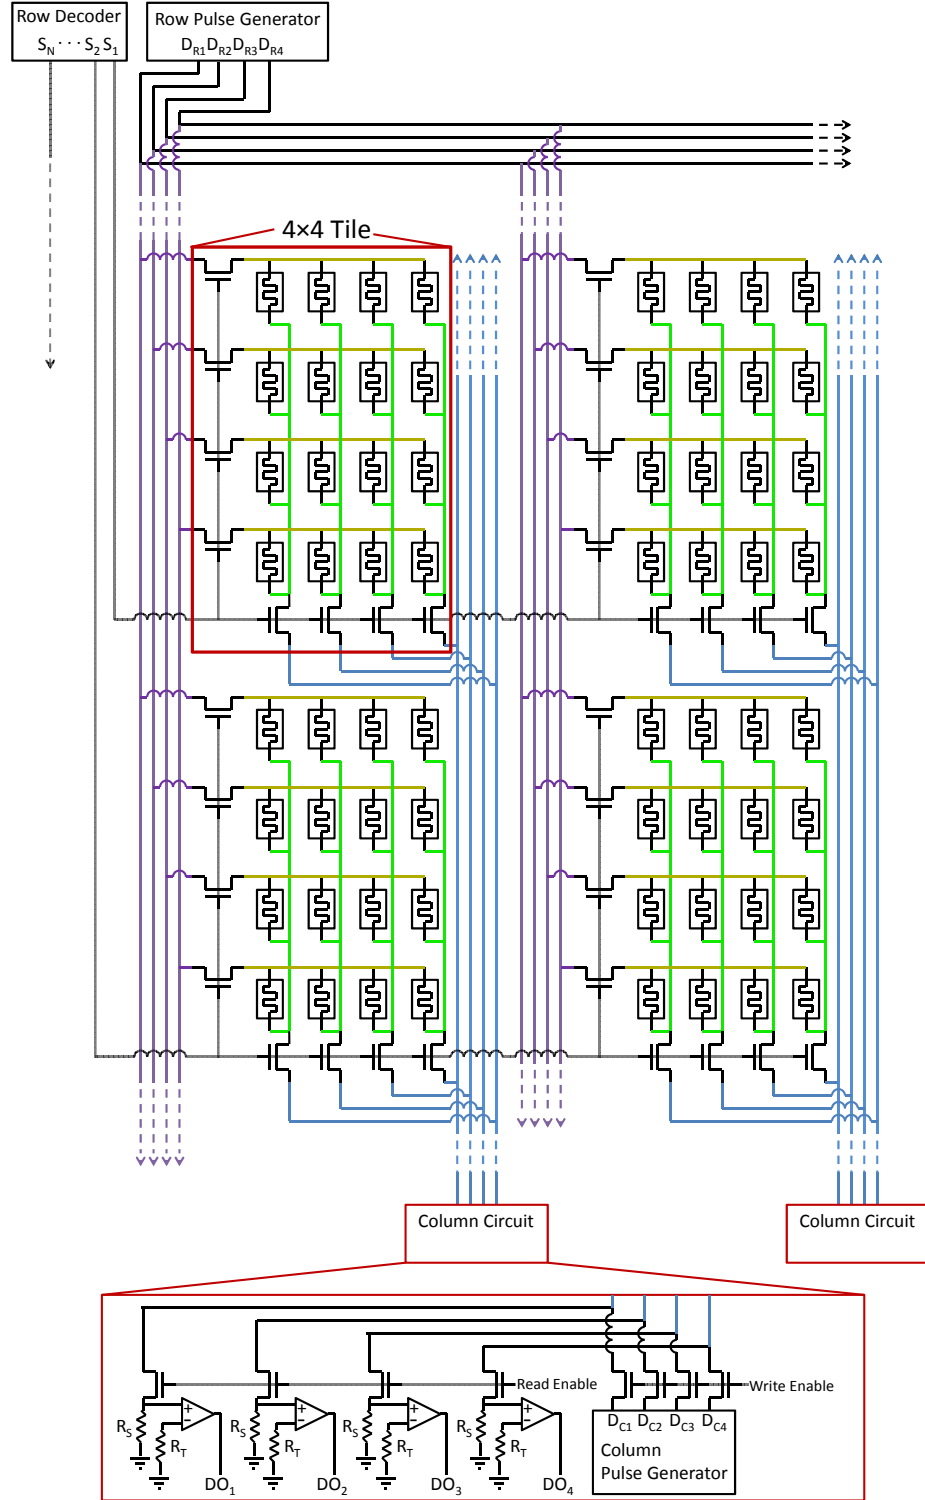 Row Decoder
S_N · · · S_2 S_1
Row Pulse Generator
D_R1 D_R2 D_R3 D_R4
4×4 Tile
Column Circuit
Column Circuit
Read Enable
Write Enable
R_S
R_T
DO_1
R_S
R_T
DO_2
R_S
R_T
DO_3
R_S
R_T
DO_4
D_C1 D_C2 D_C3 D_C4
Column
Pulse Generator